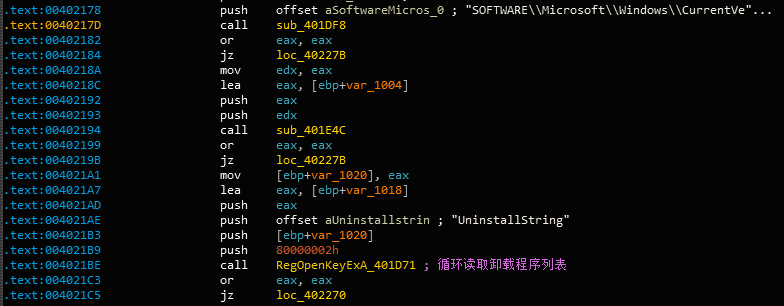 .text:00402178 push offset aSoftwareMicros_0 ; "SOFTWARE\\Microsoft\\Windows\\CurrentVe"...
.text:0040217D call sub_401DF8
.text:00402182 or eax, eax
.text:00402184 jz loc_40227B
.text:0040218A mov edx, eax
.text:0040218C lea eax, [ebp+var_1004]
.text:00402192 push eax
.text:00402193 push edx
.text:00402194 call sub_401E4C
.text:00402199 or eax, eax
.text:0040219B jz loc_40227B
.text:004021A1 mov [ebp+var_1020], eax
.text:004021A7 lea eax, [ebp+var_1018]
.text:004021AD push eax
.text:004021AE push offset aUninstallstrin ; "UninstallString"
.text:004021B3 push [ebp+var_1020]
.text:004021B9 push 80000002h
.text:004021BE call RegOpenKeyExA_401D71 ; 循环读取卸载程序列表
.text:004021C3 or eax, eax
.text:004021C5 jz loc_402270